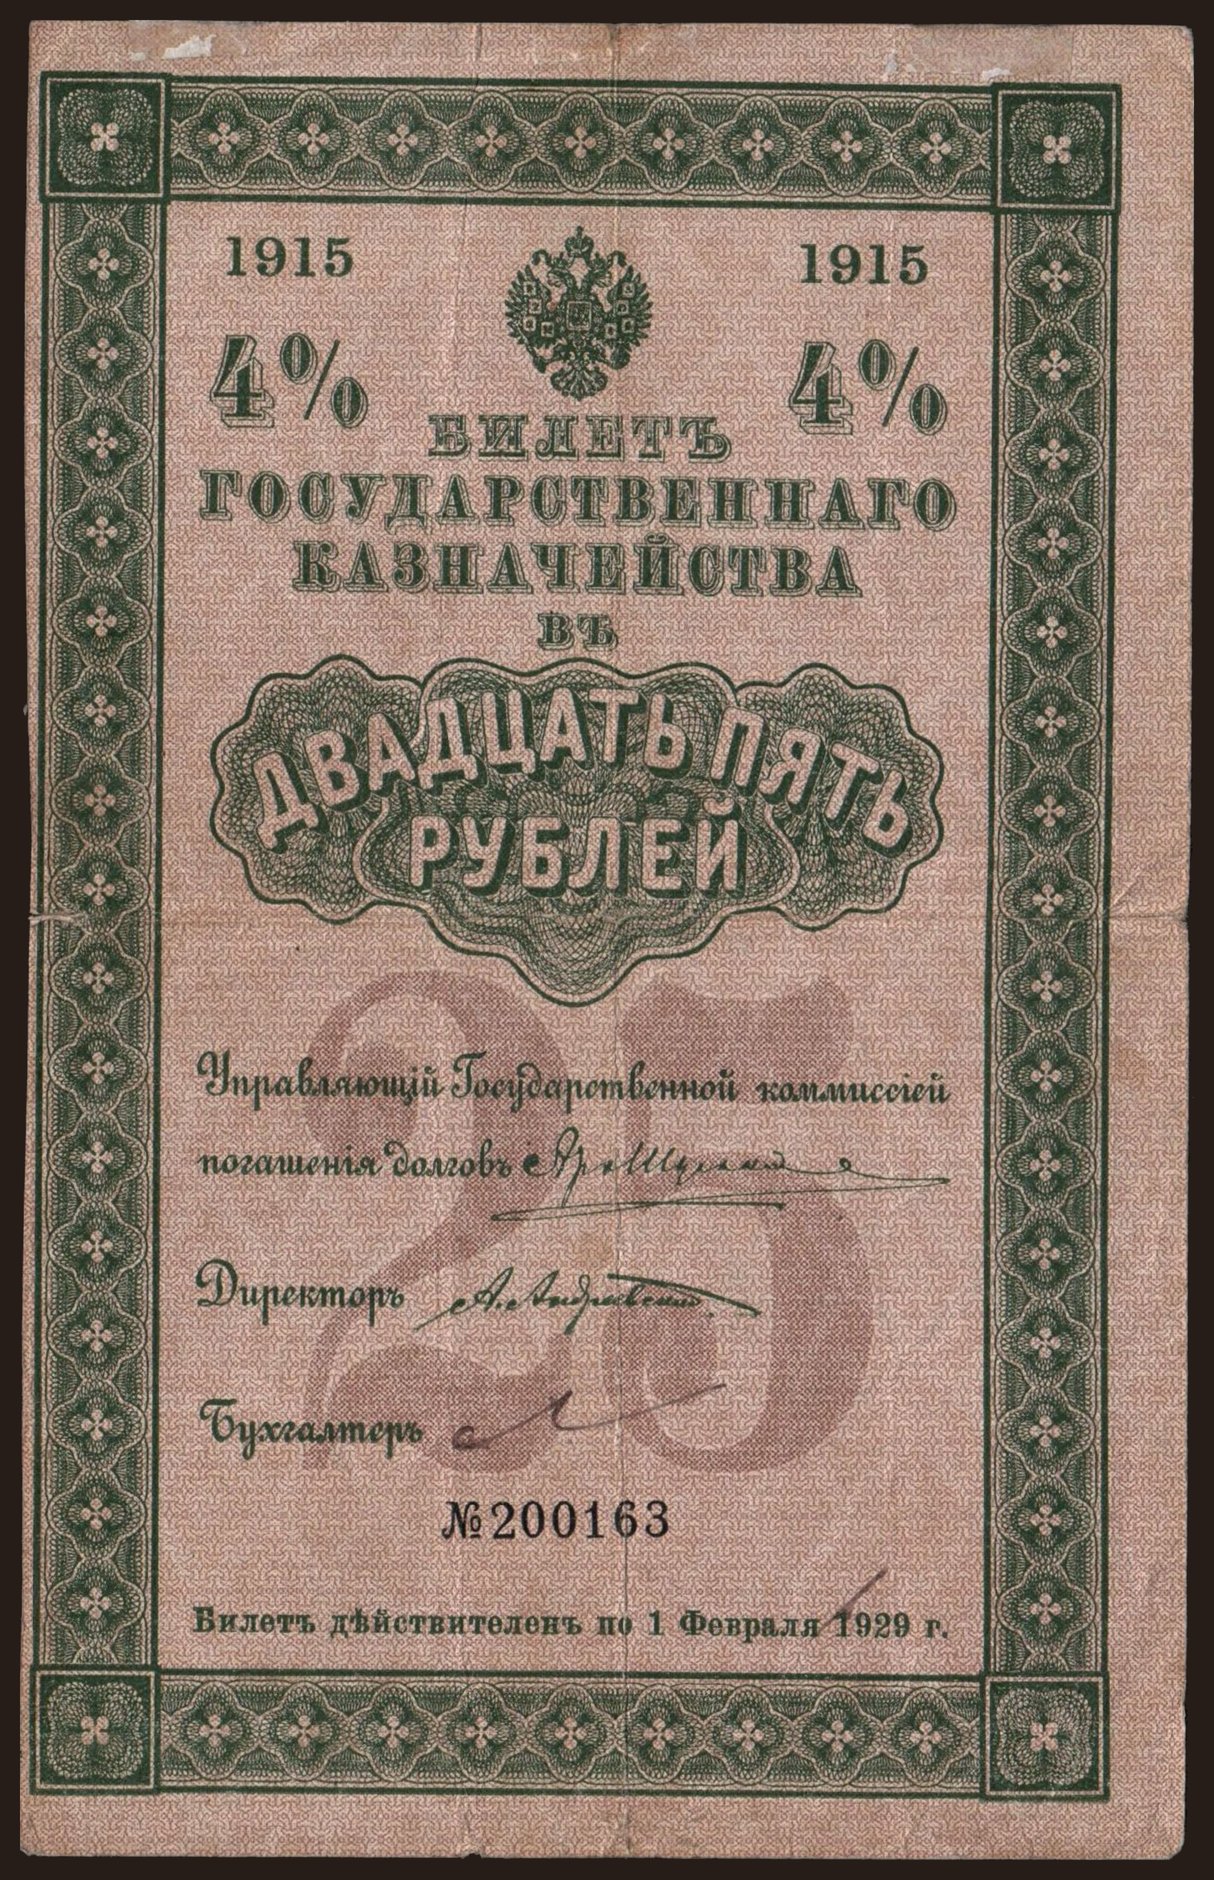 1915 1915
4% 4%
БИЛЕТЪ
ГОСУДАРСТВЕННАГО
КАЗНАЧЕЙСТВА
ВЪ
ДВАДЦАТЬ ПЯТЬ
РУБЛЕЙ
25
Управляющій Государственной коммиссіей
погашенія долговъ
Директоръ
Бухгалтеръ
№200163
Билетъ дѣйствителенъ по 1 Февраля 1929 г.